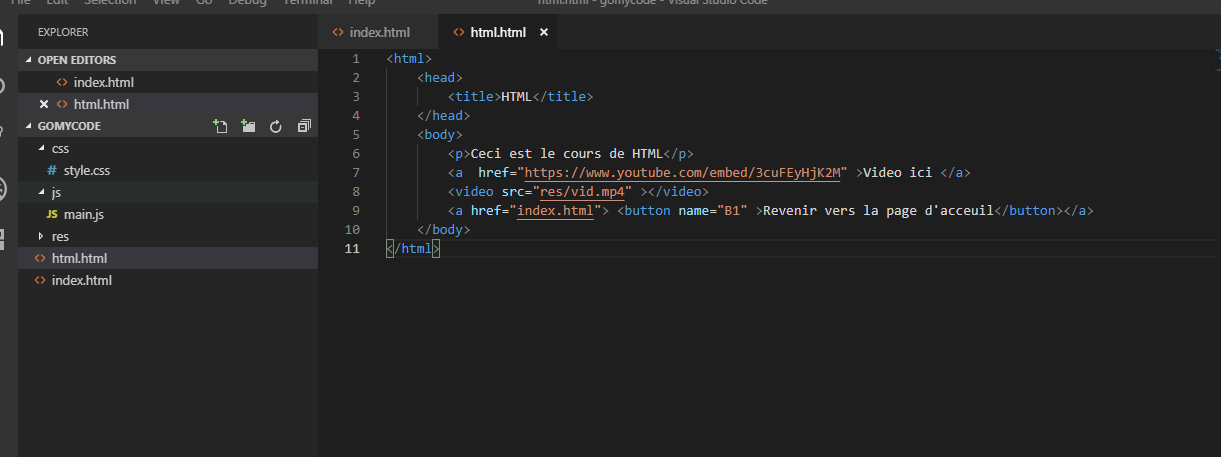 File Edit Selection View Go Debug Terminal Help html.html - gomycode - Visual Studio Code
EXPLORER
OPEN EDITORS
index.html
html.html
GOMYCODE
css
# style.css
js
JS main.js
res
html.html
index.html
index.html html.html
1 <html>
2 <head>
3 <title>HTML</title>
4 </head>
5 <body>
6 <p>Ceci est le cours de HTML</p>
7 <a  href="https://www.youtube.com/embed/3cuFEyHjK2M" >Video ici </a>
8 <video src="res/vid.mp4" ></video>
9 <a href="index.html"> <button name="B1" >Revenir vers la page d'acceuil</button></a>
10 </body>
11 </html>